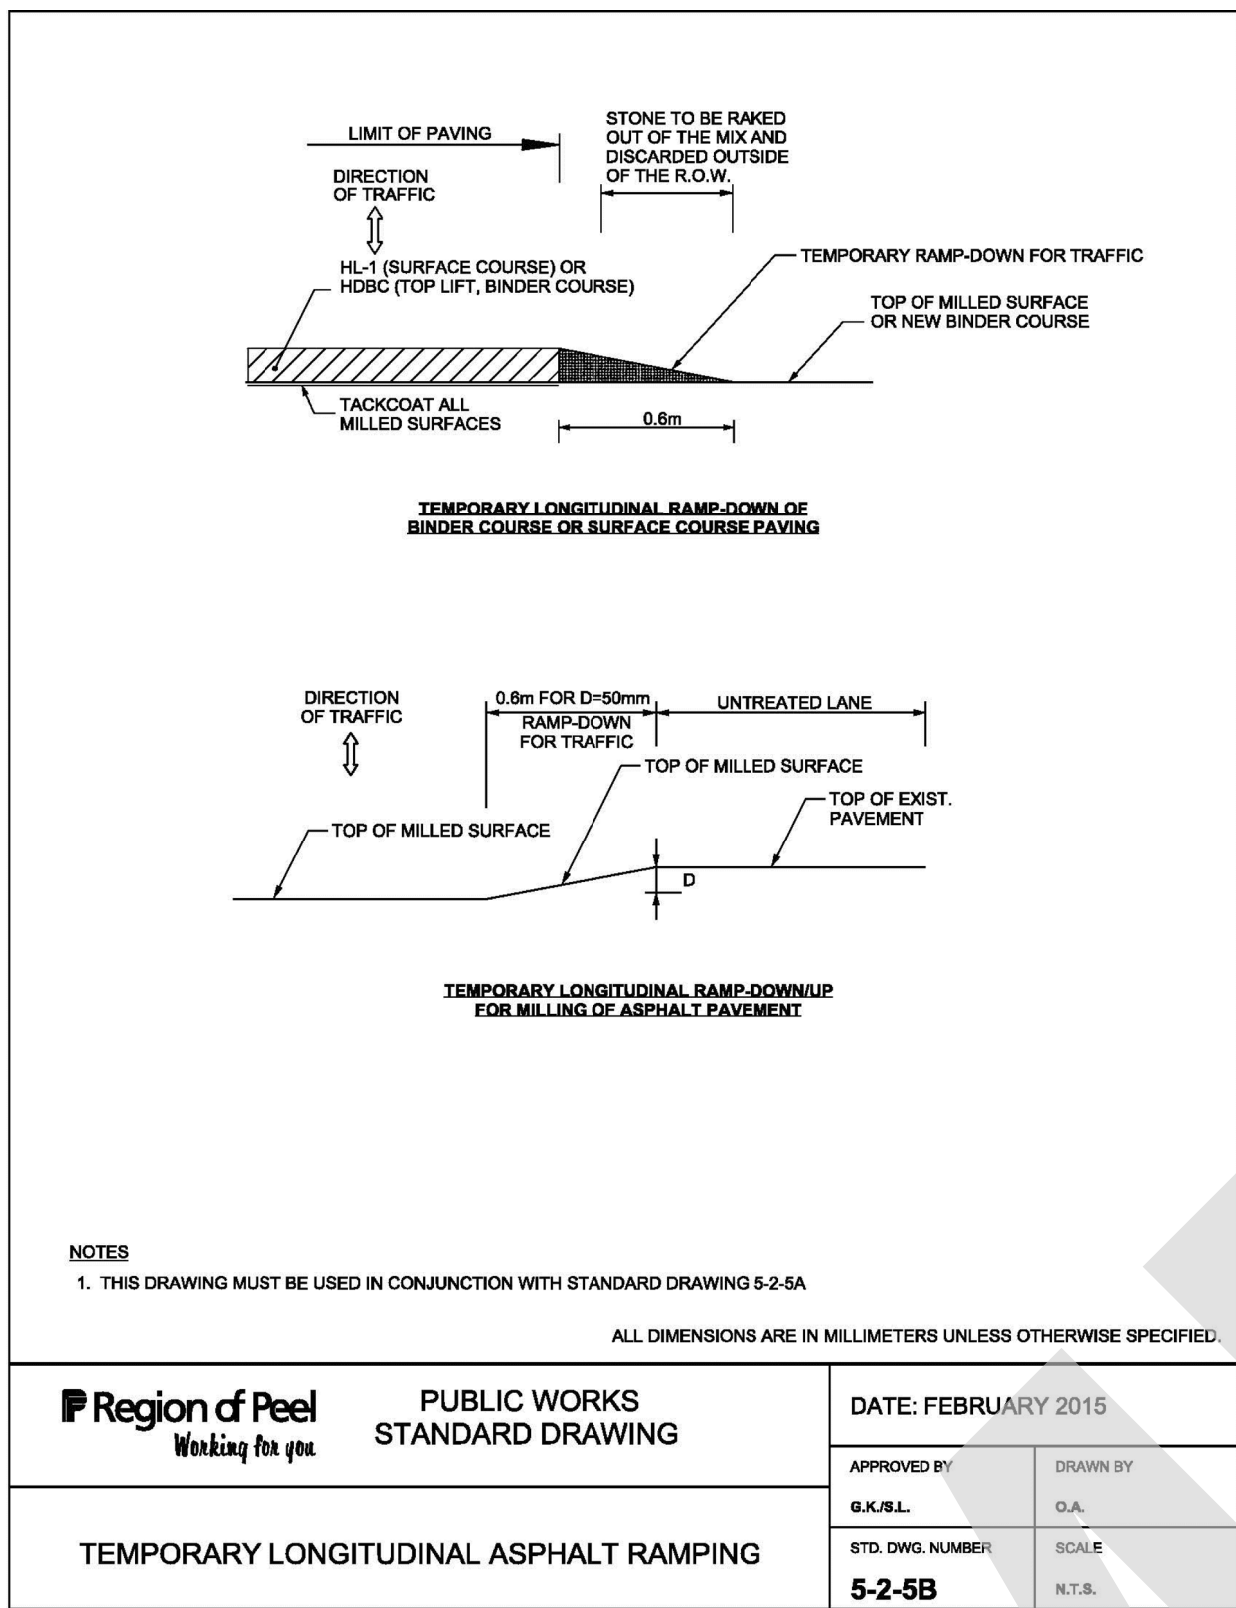 LIMIT OF PAVING
STONE TO BE RAKED
OUT OF THE MIX AND
DISCARDED OUTSIDE
OF THE R.O.W.
DIRECTION
OF TRAFFIC
HL-1 (SURFACE COURSE) OR
HDBC (TOP LIFT, BINDER COURSE)
TEMPORARY RAMP-DOWN FOR TRAFFIC
TOP OF MILLED SURFACE
OR NEW BINDER COURSE
TACKCOAT ALL
MILLED SURFACES
0.6m
TEMPORARY LONGITUDINAL RAMP-DOWN OF
BINDER COURSE OR SURFACE COURSE PAVING
DIRECTION
OF TRAFFIC
0.6m FOR D=50mm
RAMP-DOWN
FOR TRAFFIC
UNTREATED LANE
TOP OF MILLED SURFACE
TOP OF EXIST.
PAVEMENT
TOP OF MILLED SURFACE
D
TEMPORARY LONGITUDINAL RAMP-DOWN/UP
FOR MILLING OF ASPHALT PAVEMENT
NOTES
1. THIS DRAWING MUST BE USED IN CONJUNCTION WITH STANDARD DRAWING 5-2-5A
ALL DIMENSIONS ARE IN MILLIMETERS UNLESS OTHERWISE SPECIFIED.
Region of Peel
Working for you
PUBLIC WORKS
STANDARD DRAWING
DATE: FEBRUARY 2015
APPROVED BY
G.K./S.L.
DRAWN BY
O.A.
TEMPORARY LONGITUDINAL ASPHALT RAMPING
STD. DWG. NUMBER
5-2-5B
SCALE
N.T.S.